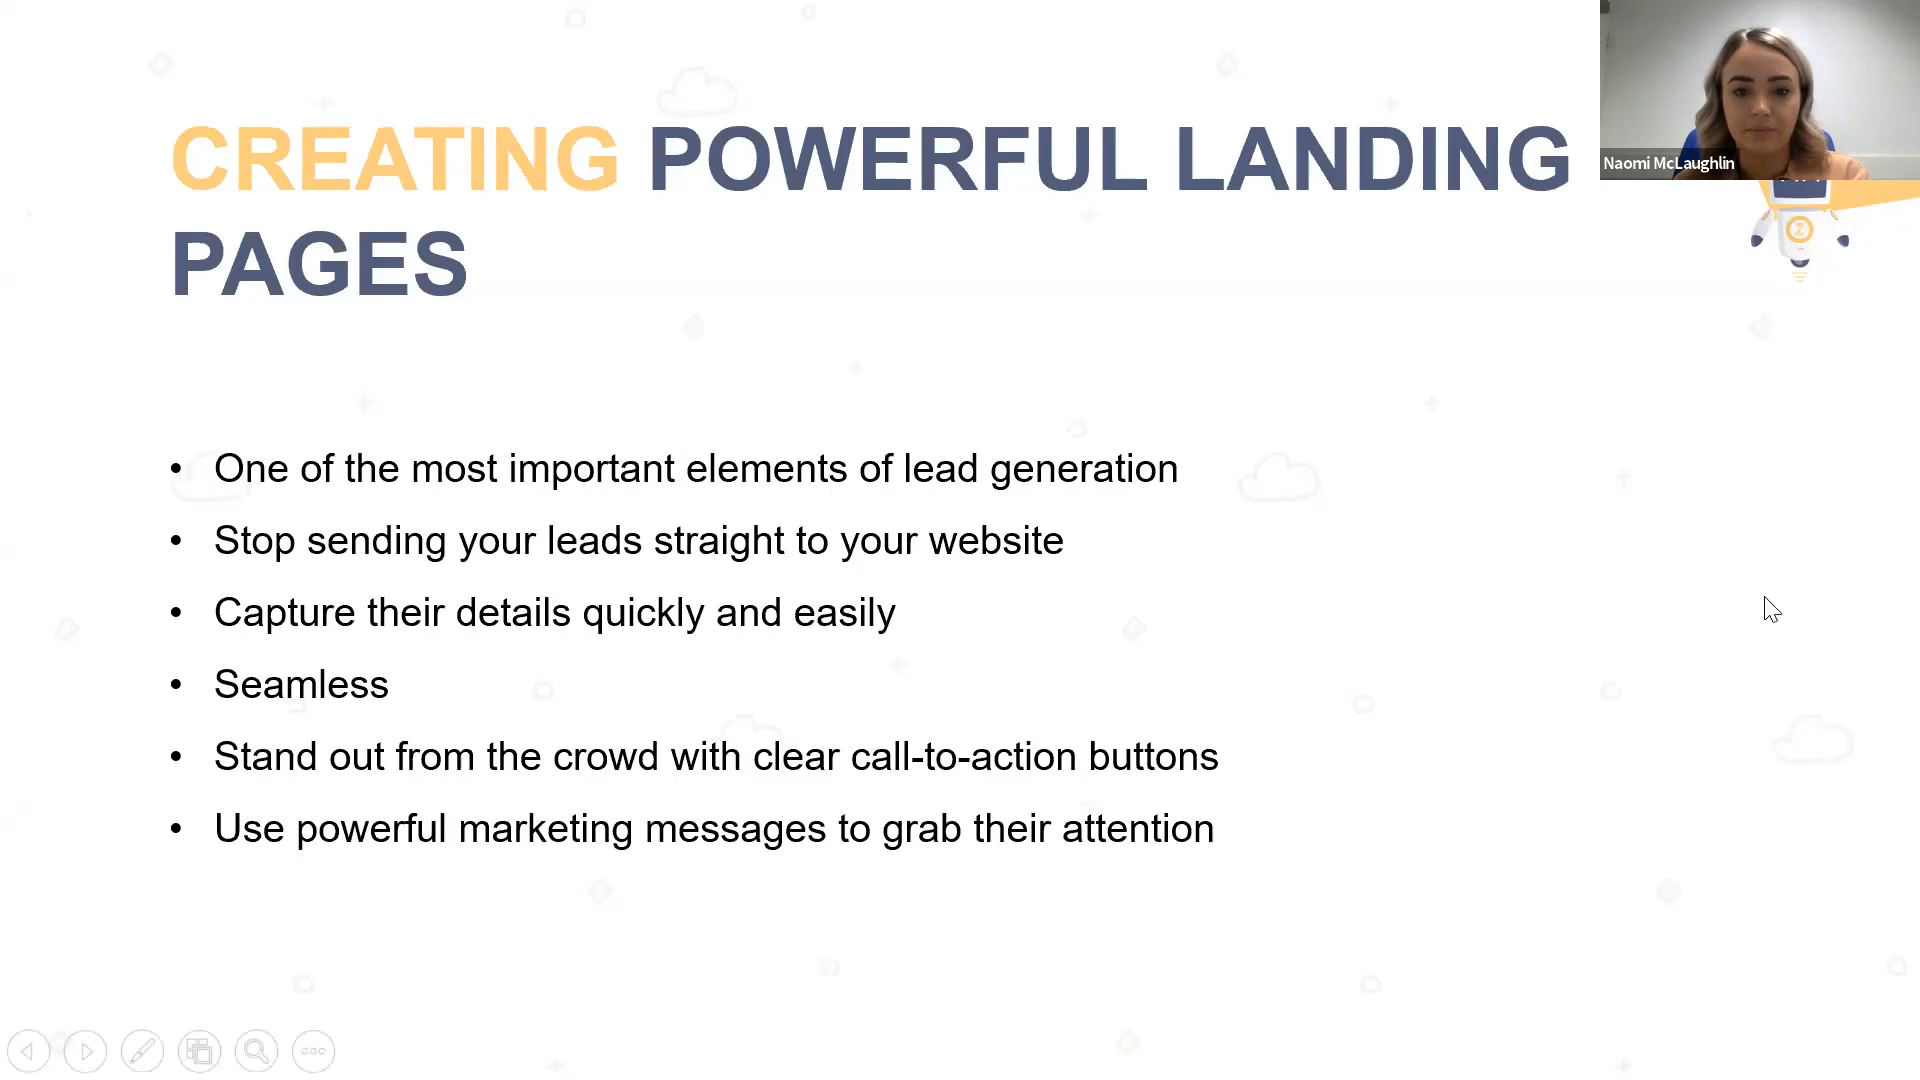 CREATING POWERFUL LANDING
PAGES
Naomi McLaughlin
• One of the most important elements of lead generation
• Stop sending your leads straight to your website
• Capture their details quickly and easily
• Seamless
• Stand out from the crowd with clear call-to-action buttons
• Use powerful marketing messages to grab their attention